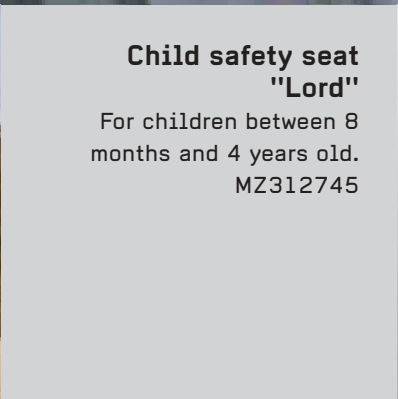 Child safety seat
"Lord"
For children between 8
months and 4 years old.
MZ312745